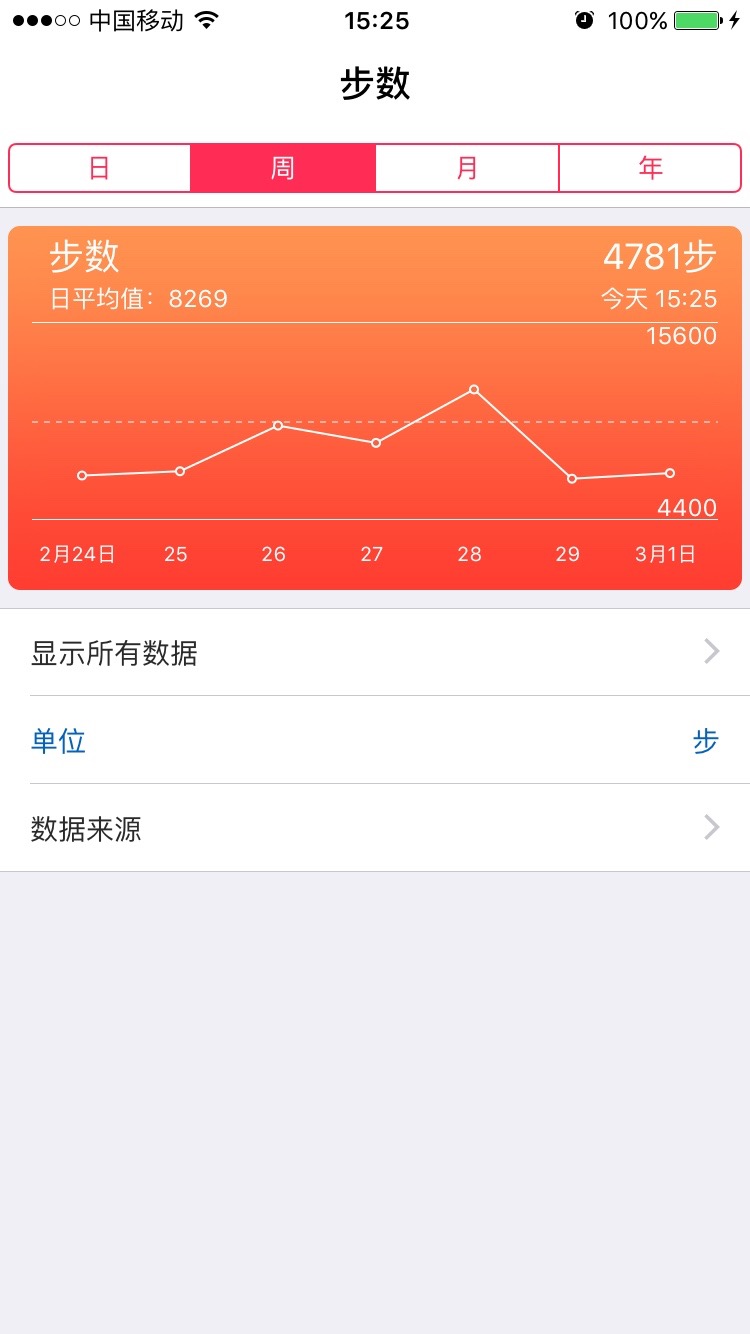 中国移动 15:25 100%
步数
日 周 月 年
步数 4781步
日平均值：8269 今天 15:25
15600
4400
2月24日 25 26 27 28 29 3月1日
显示所有数据
单位 步
数据来源